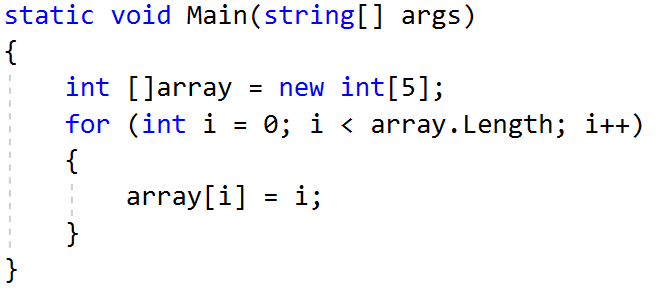 static void Main(string[] args)
{
    int []array = new int[5];
    for (int i = 0; i < array.Length; i++)
    {
        array[i] = i;
    }
}